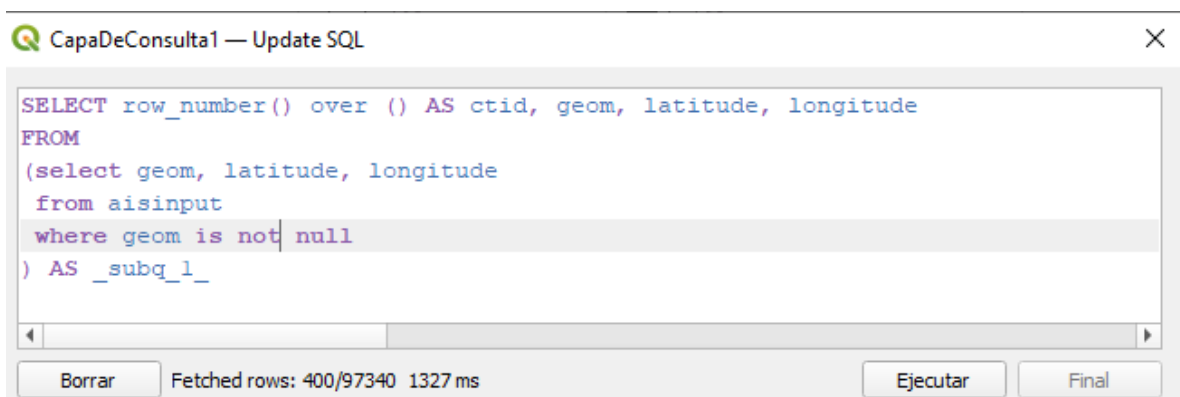 CapaDeConsulta1 — Update SQL
SELECT row_number() over () AS ctid, geom, latitude, longitude
FROM
(select geom, latitude, longitude
from aisinput
where geom is not null
) AS _subq_1_
Borrar Fetched rows: 400/97340 1327 ms Ejecutar Final